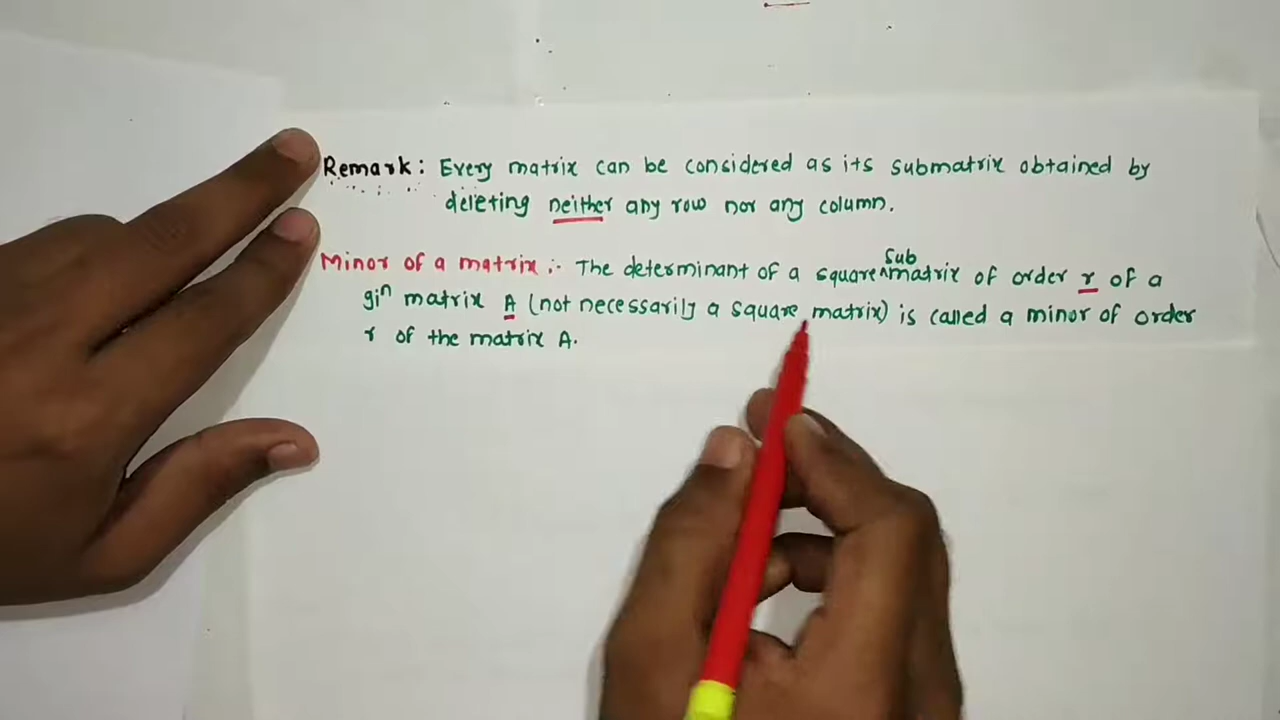 Remark: Every matrix can be considered as its submatrix obtained by
deleting neither any row nor any column.
Minor of a matrix :- The determinant of a square submatrix of order r of a
giⁿ matrix A (not necessarily a square matrix) is called a minor of order
r of the matrix A.